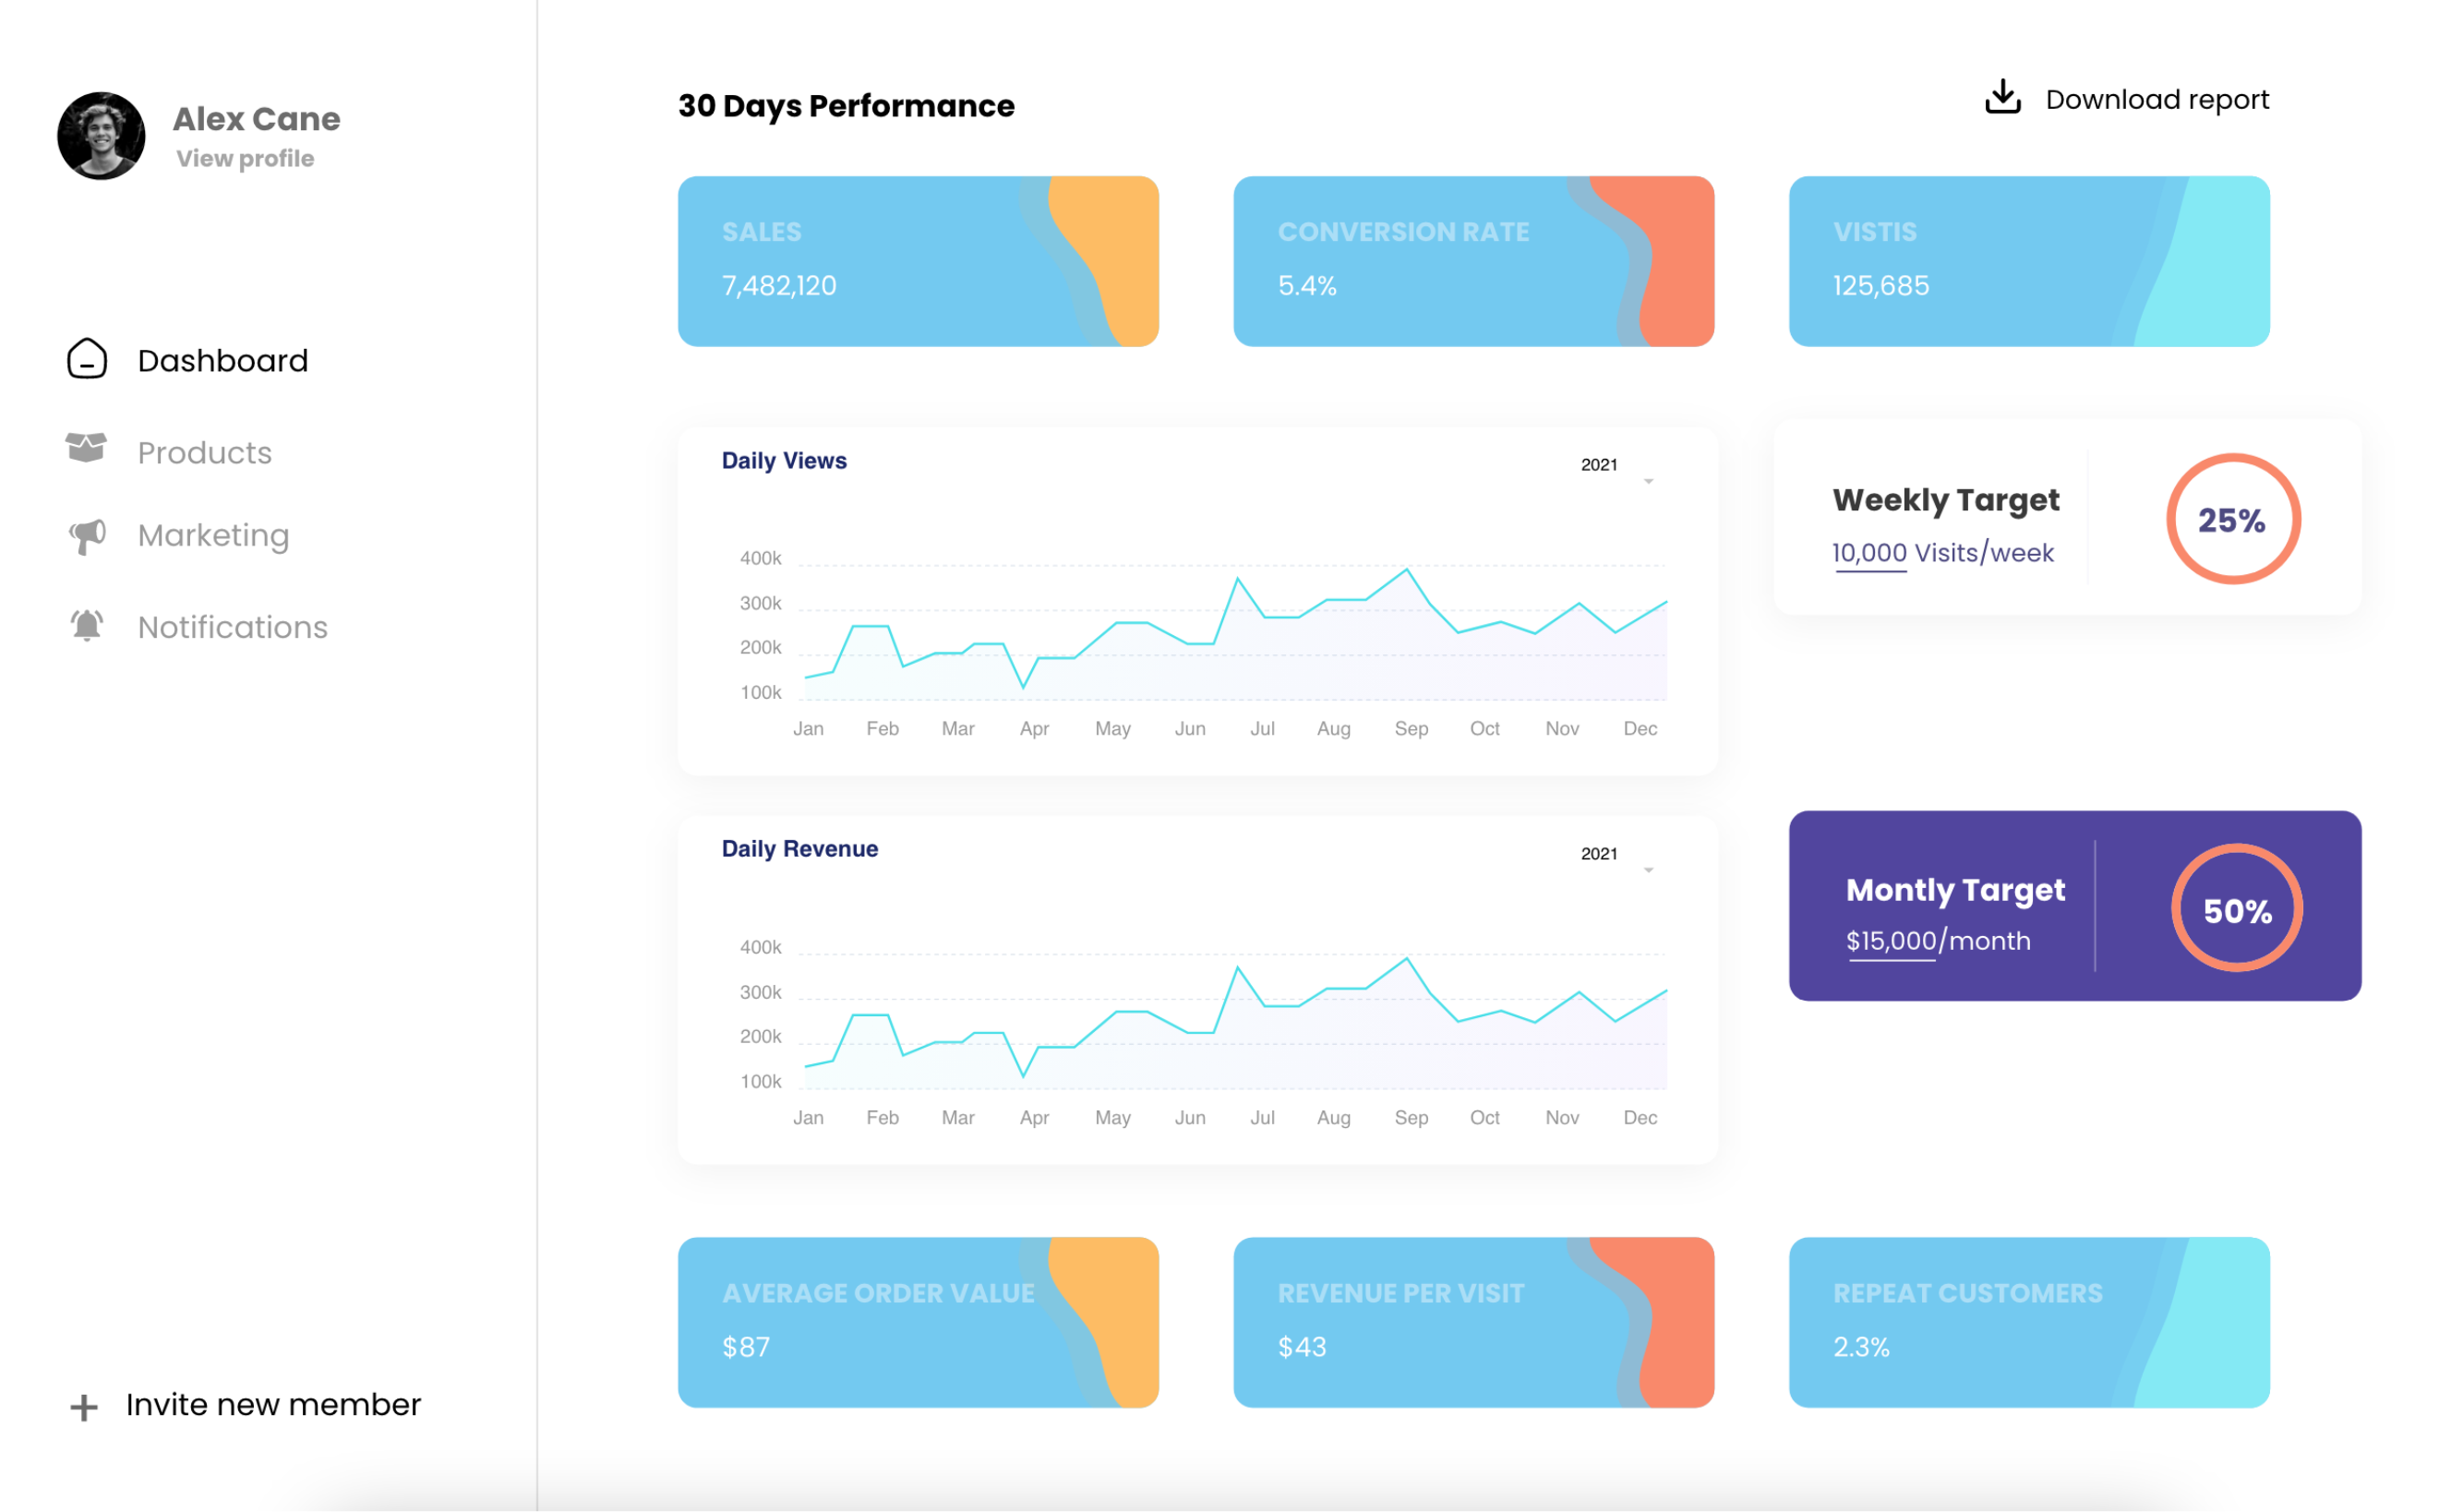 Alex Cane
View profile
Dashboard
Products
Marketing
Notifications
Invite new member
30 Days Performance
Download report
SALES
7,482,120
CONVERSION RATE
5.4%
VISTIS
125,685
Daily Views
2021
400k
300k
200k
100k
Jan Feb Mar Apr May Jun Jul Aug Sep Oct Nov Dec
Weekly Target
10,000 Visits/week
25%
Daily Revenue
2021
400k
300k
200k
100k
Jan Feb Mar Apr May Jun Jul Aug Sep Oct Nov Dec
Montly Target
$15,000/month
50%
AVERAGE ORDER VALUE
$87
REVENUE PER VISIT
$43
REPEAT CUSTOMERS
2.3%